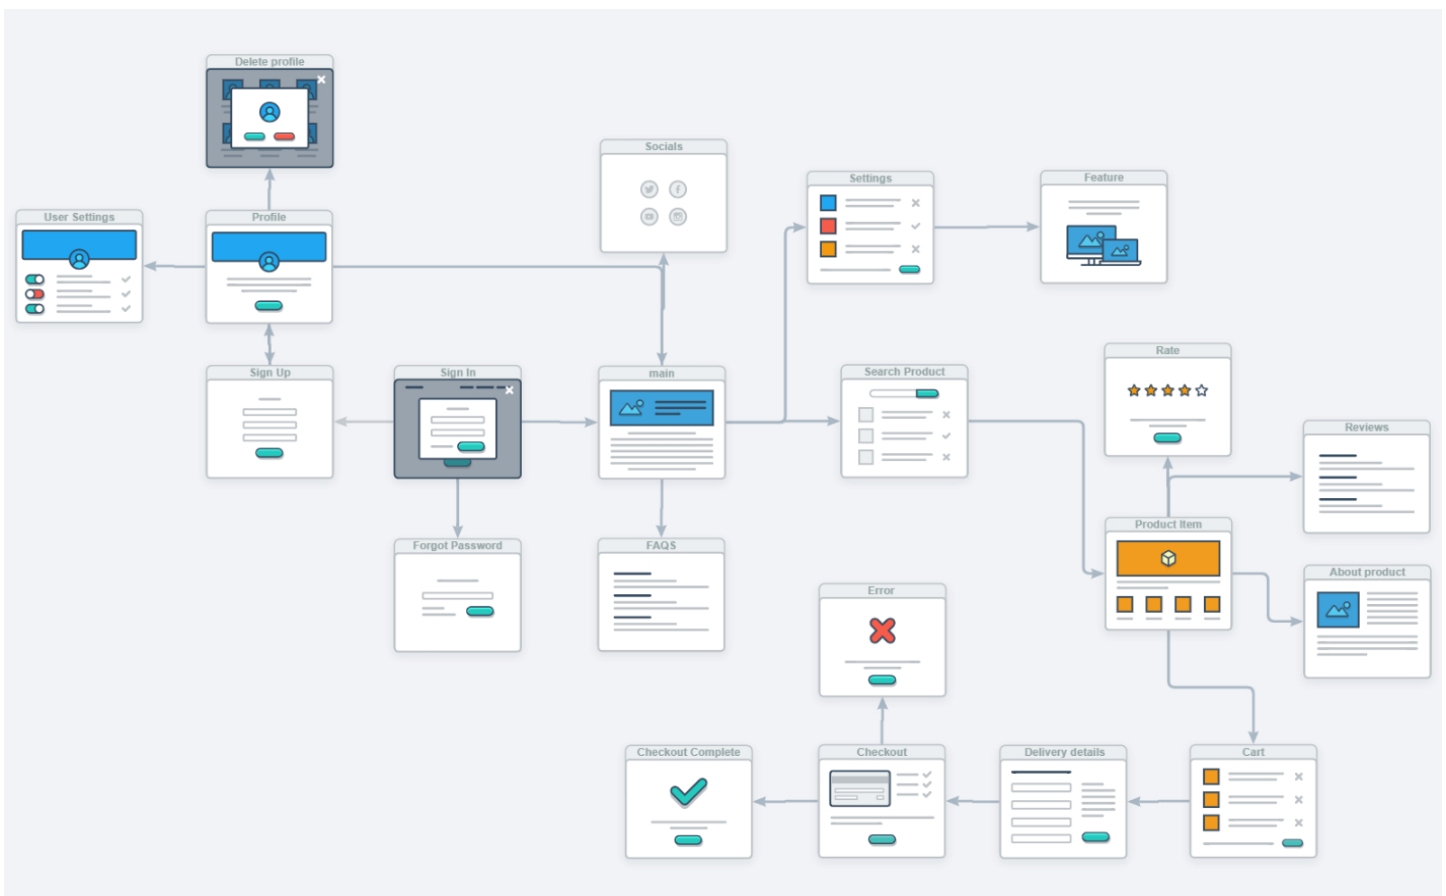 Delete profile
Socials
Settings
Feature
User Settings
Profile
Rate
Sign Up
Sign In
main
Search Product
Reviews
Product Item
Forgot Password
FAQS
About product
Error
Checkout Complete
Checkout
Delivery details
Cart